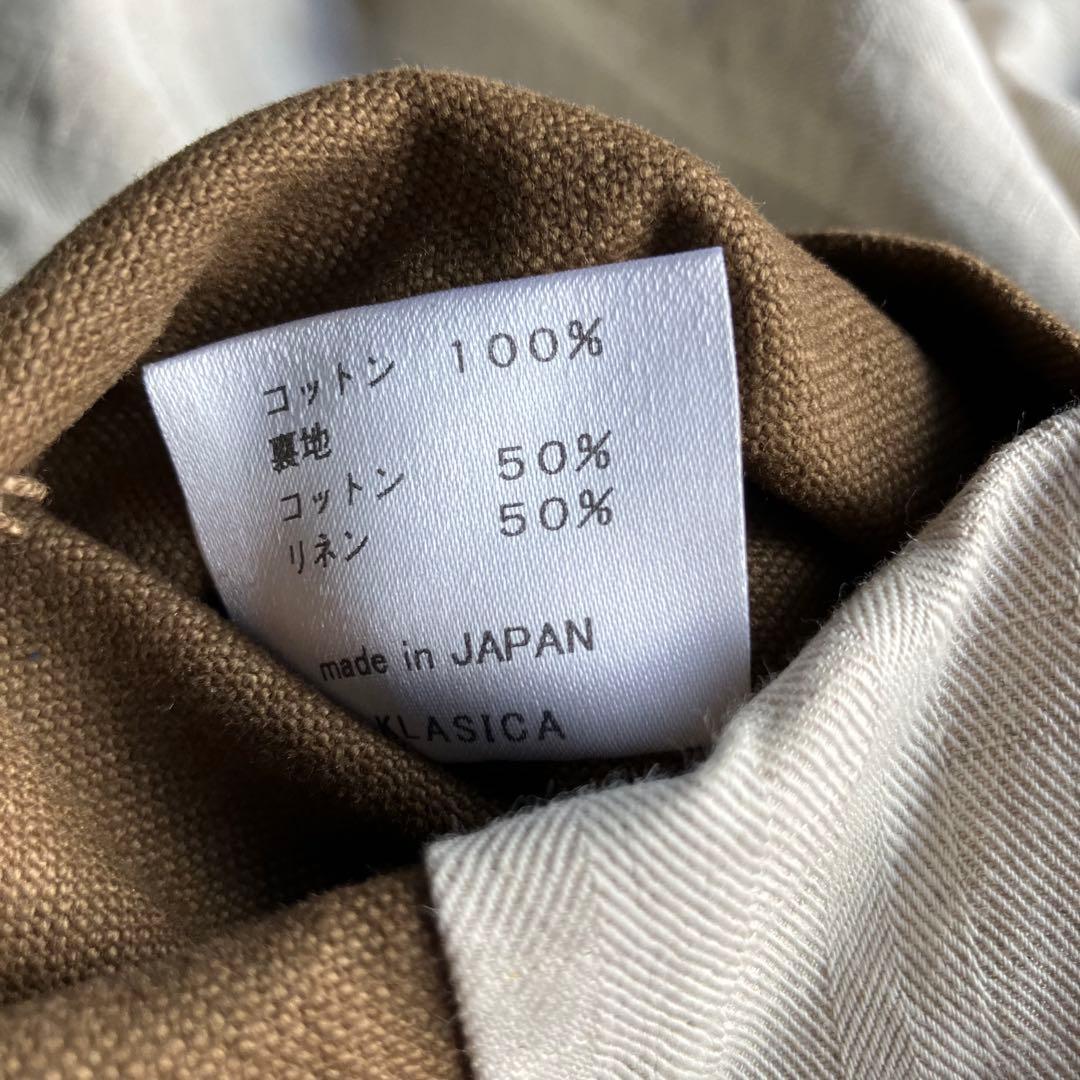 コットン 100%
裏地
コットン 50%
リネン 50%
made in JAPAN
KLASICA